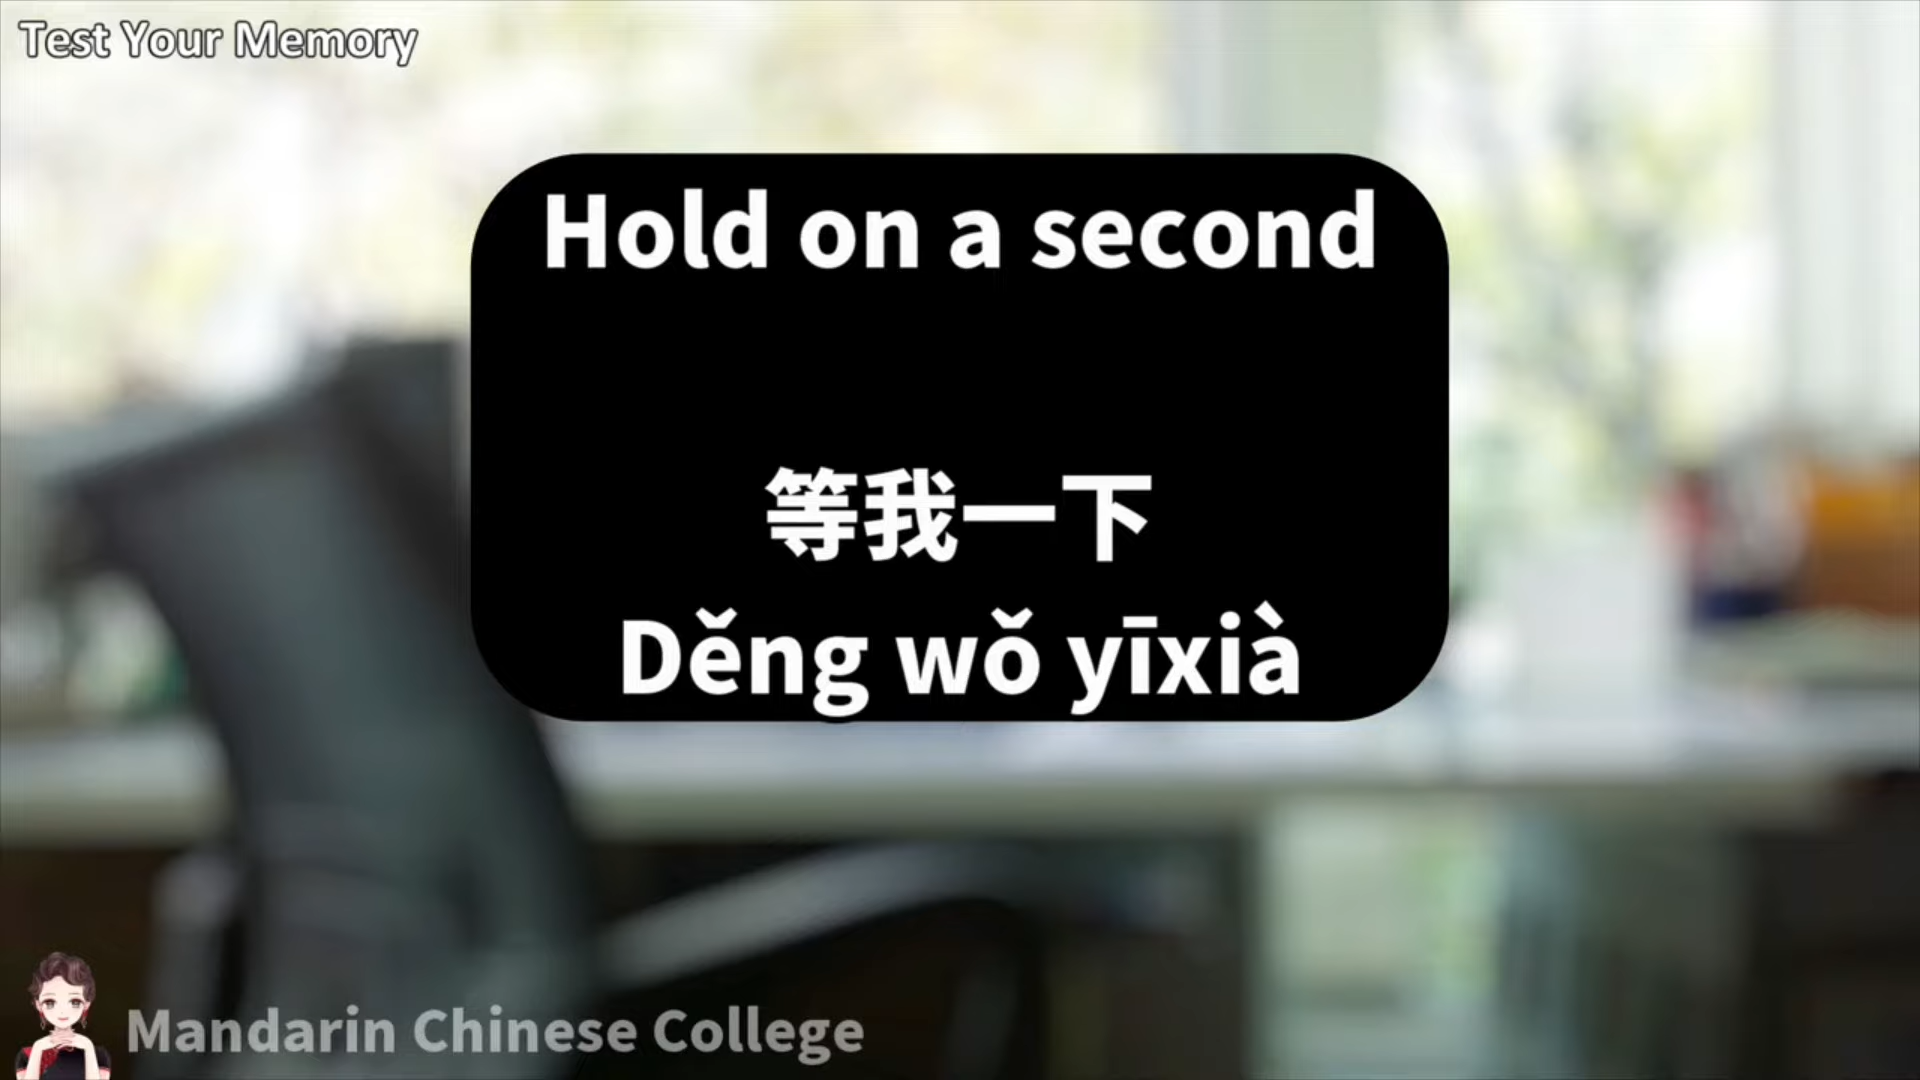 Test Your Memory
Hold on a second
等我一下
Děng wǒ yīxià
Mandarin Chinese College